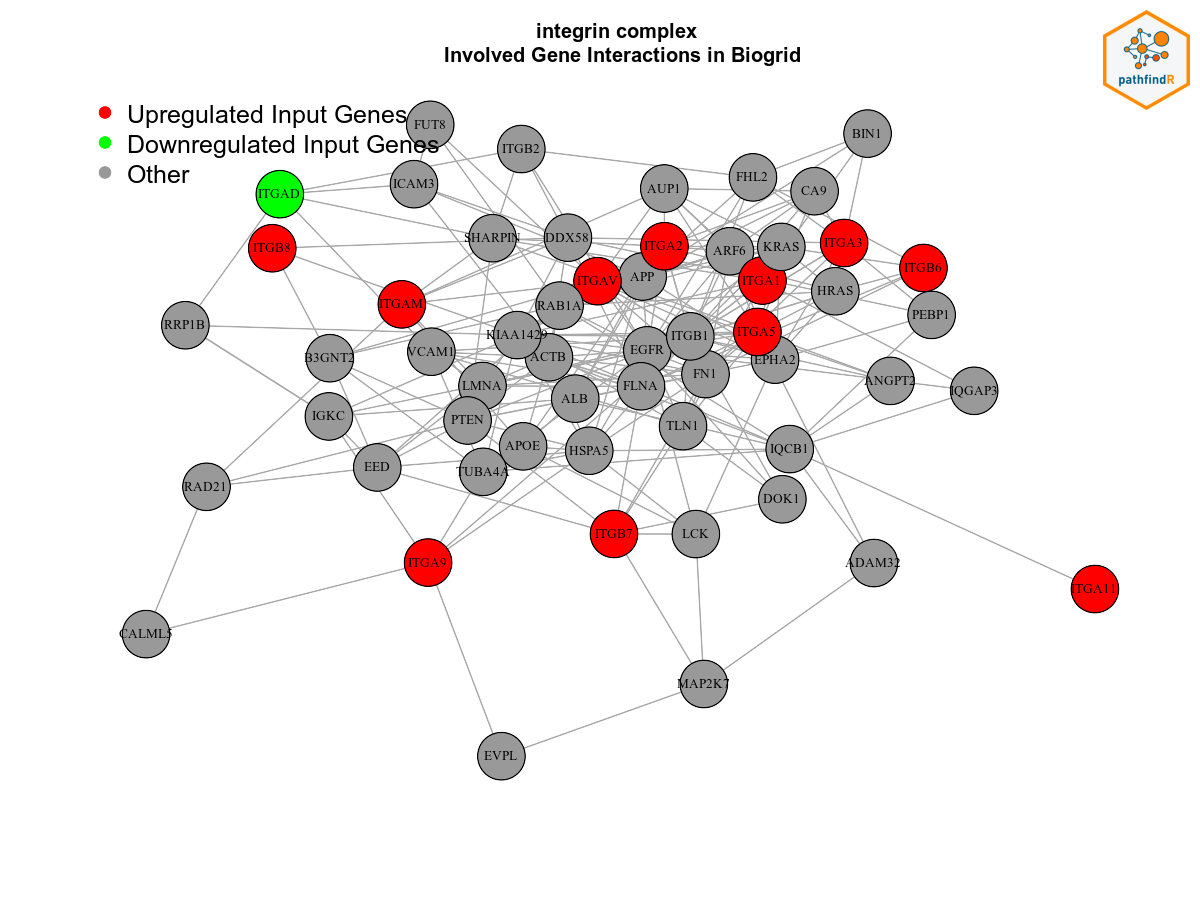 integrin complex
Involved Gene Interactions in Biogrid
pathfindR
Upregulated Input Genes
Downregulated Input Genes
Other
FUT8
BIN1
ITGB2
FHL2
ICAM3
AUP1
CA9
ITGAD
SHARPIN
DDX58
ITGB8
ITGA2
ARF6
KRAS
ITGA3
ITGB6
ITGAV
APP
ITGA1
HRAS
ITGAM
RAB1A
PEBP1
RRP1B
KIAA1429
ITGB1
ITGA5
B3GNT2
VCAM1
ACTB
EGFR
EPHA2
LMNA
FLNA
FN1
ANGPT2
IQGAP3
ALB
IGKC
PTEN
TLN1
APOE
HSPA5
IQCB1
EED
TUBA4A
RAD21
DOK1
ITGB7
LCK
ITGA9
ADAM32
ITGA11
CALML5
MAP2K7
EVPL